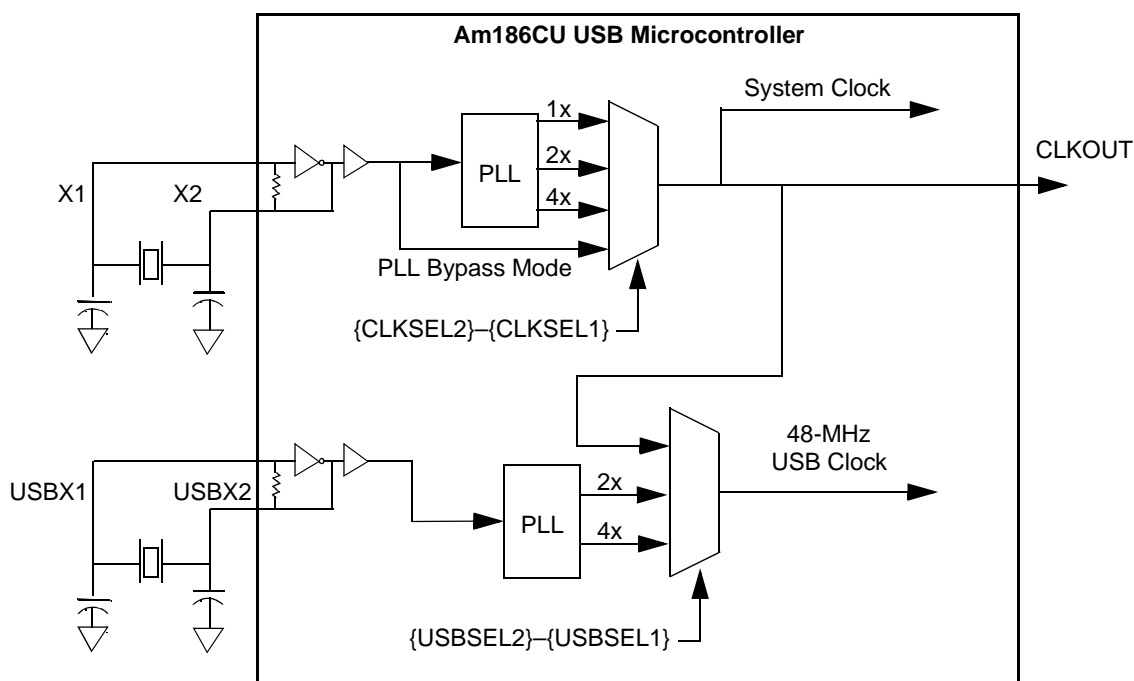 Am186CU USB Microcontroller
System Clock
CLKOUT
1x
2x
4x
PLL
X1
X2
PLL Bypass Mode
{CLKSEL2}–{CLKSEL1}
48-MHz
USB Clock
USBX1
USBX2
2x
4x
PLL
{USBSEL2}–{USBSEL1}